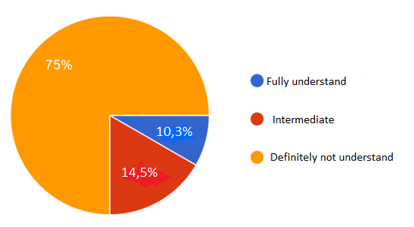 75%
10,3%
14,5%
Fully understand
Intermediate
Definitely not understand